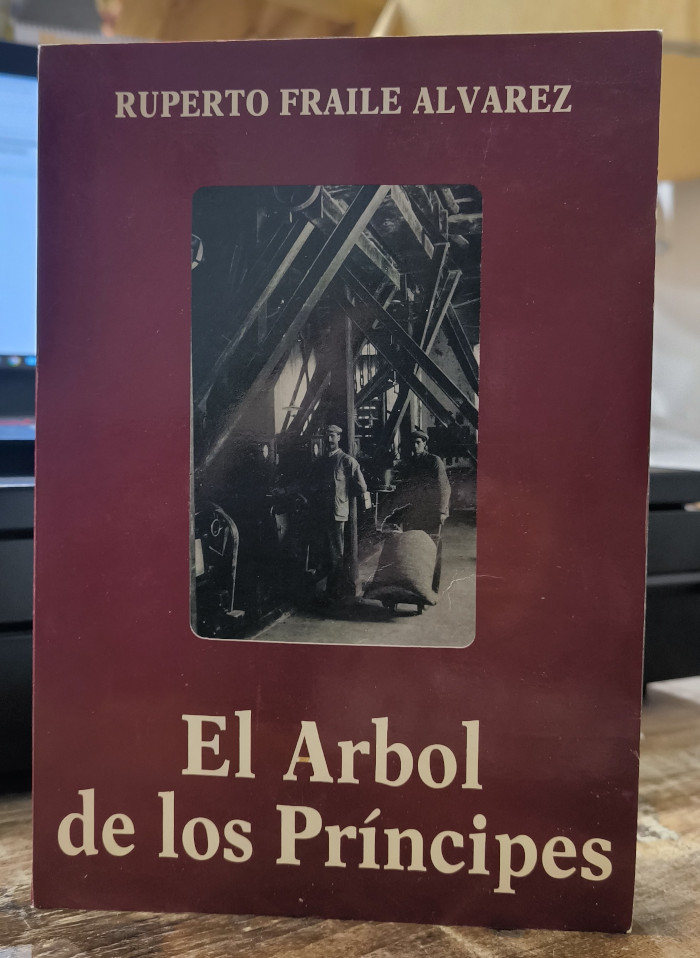 RUPERTO FRAILE ALVAREZ
El Arbol
de los Príncipes